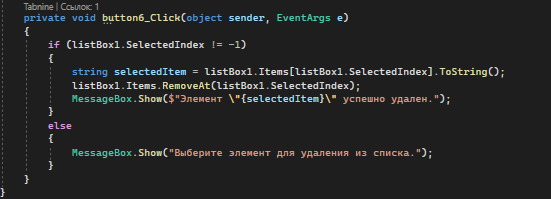 Tabnine | Ссылок: 1
private void button6_Click(object sender, EventArgs e)
{
if (listBox1.SelectedIndex != -1)
{
string selectedItem = listBox1.Items[listBox1.SelectedIndex].ToString();
listBox1.Items.RemoveAt(listBox1.SelectedIndex);
MessageBox.Show($"Элемент \"{selectedItem}\" успешно удален.");
}
else
{
MessageBox.Show("Выберите элемент для удаления из списка.");
}
}
}